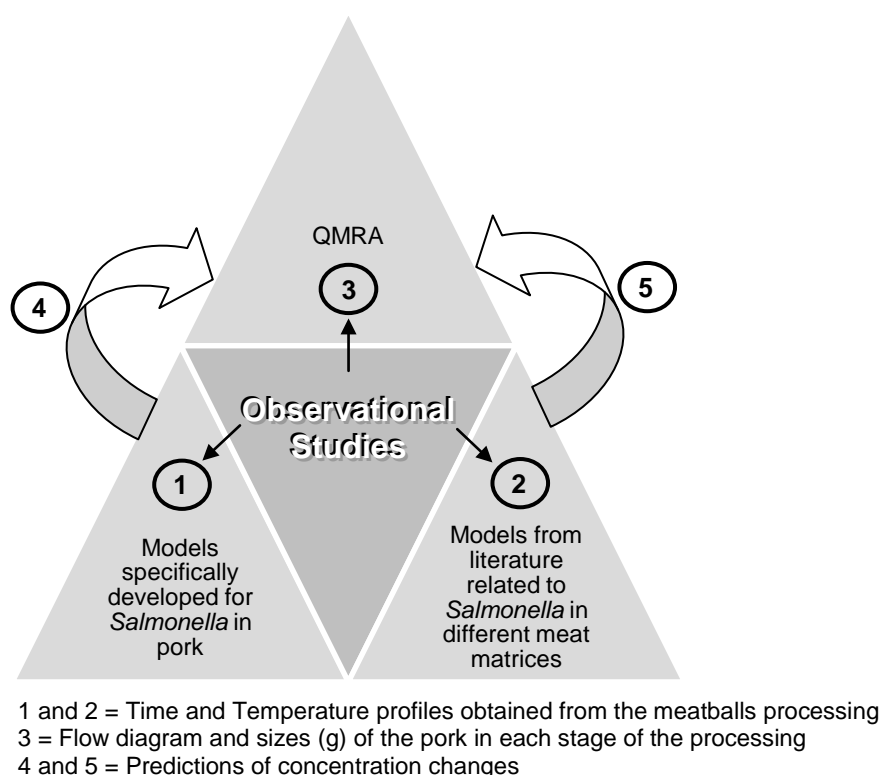 QMRA
3
4
5
Observational
Studies
1
2
Models
specifically
developed for
Salmonella in
pork
Models from
literature
related to
Salmonella in
different meat
matrices
1 and 2 = Time and Temperature profiles obtained from the meatballs processing
3 = Flow diagram and sizes (g) of the pork in each stage of the processing
4 and 5 = Predictions of concentration changes